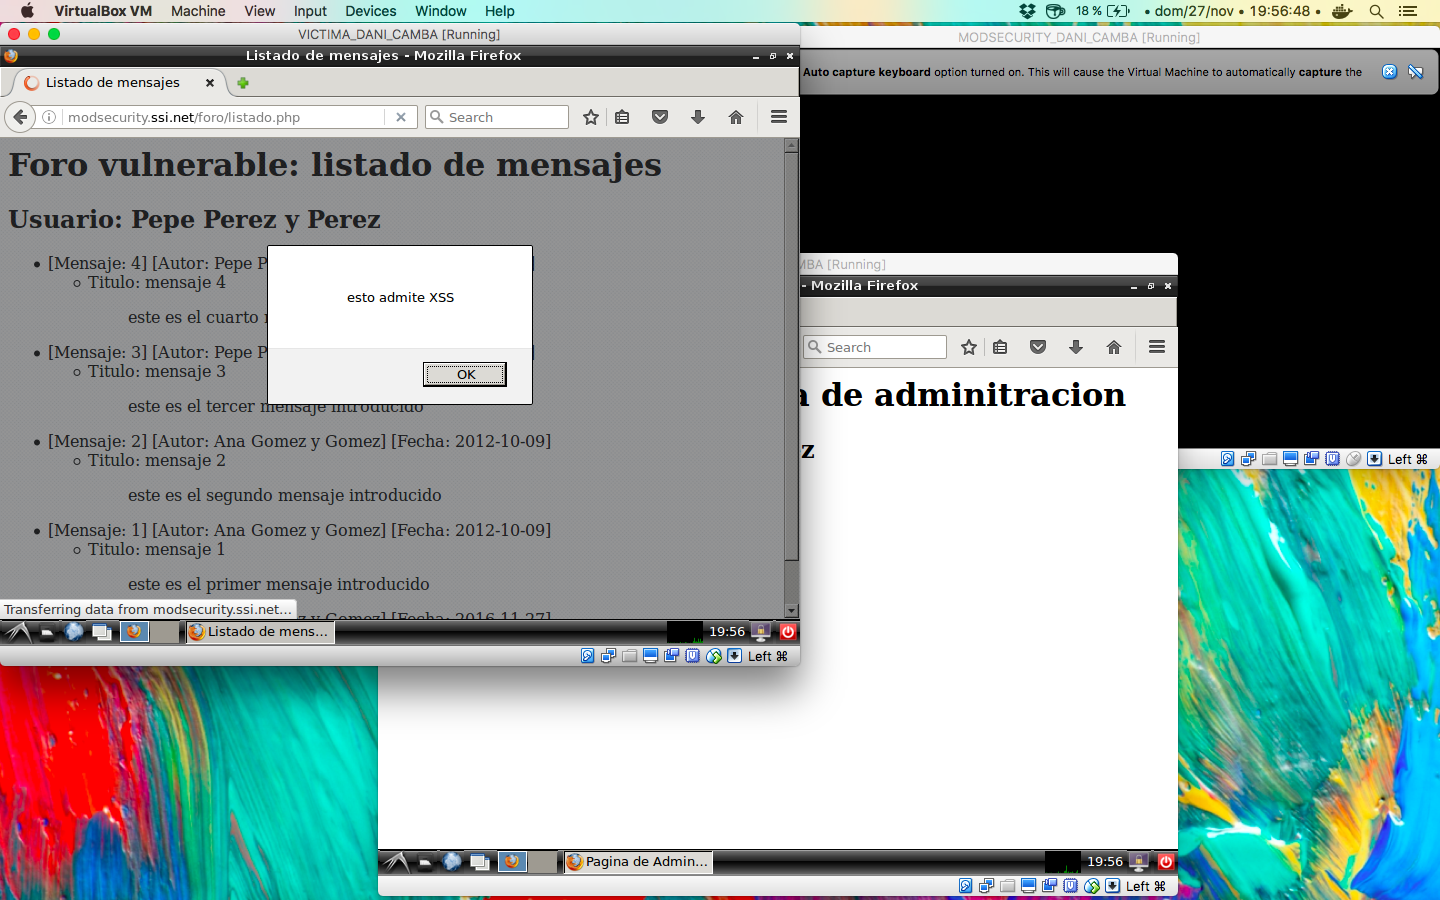 VirtualBox VM Machine View Input Devices Window Help 18 % • dom/27/nov • 19:56:48 •
VICTIMA_DANI_CAMBA [Running]
Listado de mensajes - Mozilla Firefox
Listado de mensajes
modsecurity.ssi.net/foro/listado.php
Search
Foro vulnerable: listado de mensajes
Usuario: Pepe Perez y Perez
[Mensaje: 4] [Autor: Pepe P
Titulo: mensaje 4
este es el cuarto
[Mensaje: 3] [Autor: Pepe P
Titulo: mensaje 3
este es el tercer mensaje introducido
[Mensaje: 2] [Autor: Ana Gomez y Gomez] [Fecha: 2012-10-09]
Titulo: mensaje 2
este es el segundo mensaje introducido
[Mensaje: 1] [Autor: Ana Gomez y Gomez] [Fecha: 2012-10-09]
Titulo: mensaje 1
este es el primer mensaje introducido
z y Gomez] [Fecha: 2016-11-27]
esto admite XSS
OK
Transferring data from modsecurity.ssi.net...
Listado de mens...
19:56
Left ⌘
MODSECURITY_DANI_CAMBA [Running]
Auto capture keyboard option turned on. This will cause the Virtual Machine to automatically capture the
Left ⌘
MBA [Running]
- Mozilla Firefox
Search
a de adminitracion
z
Pagina de Admin...
19:56
Left ⌘